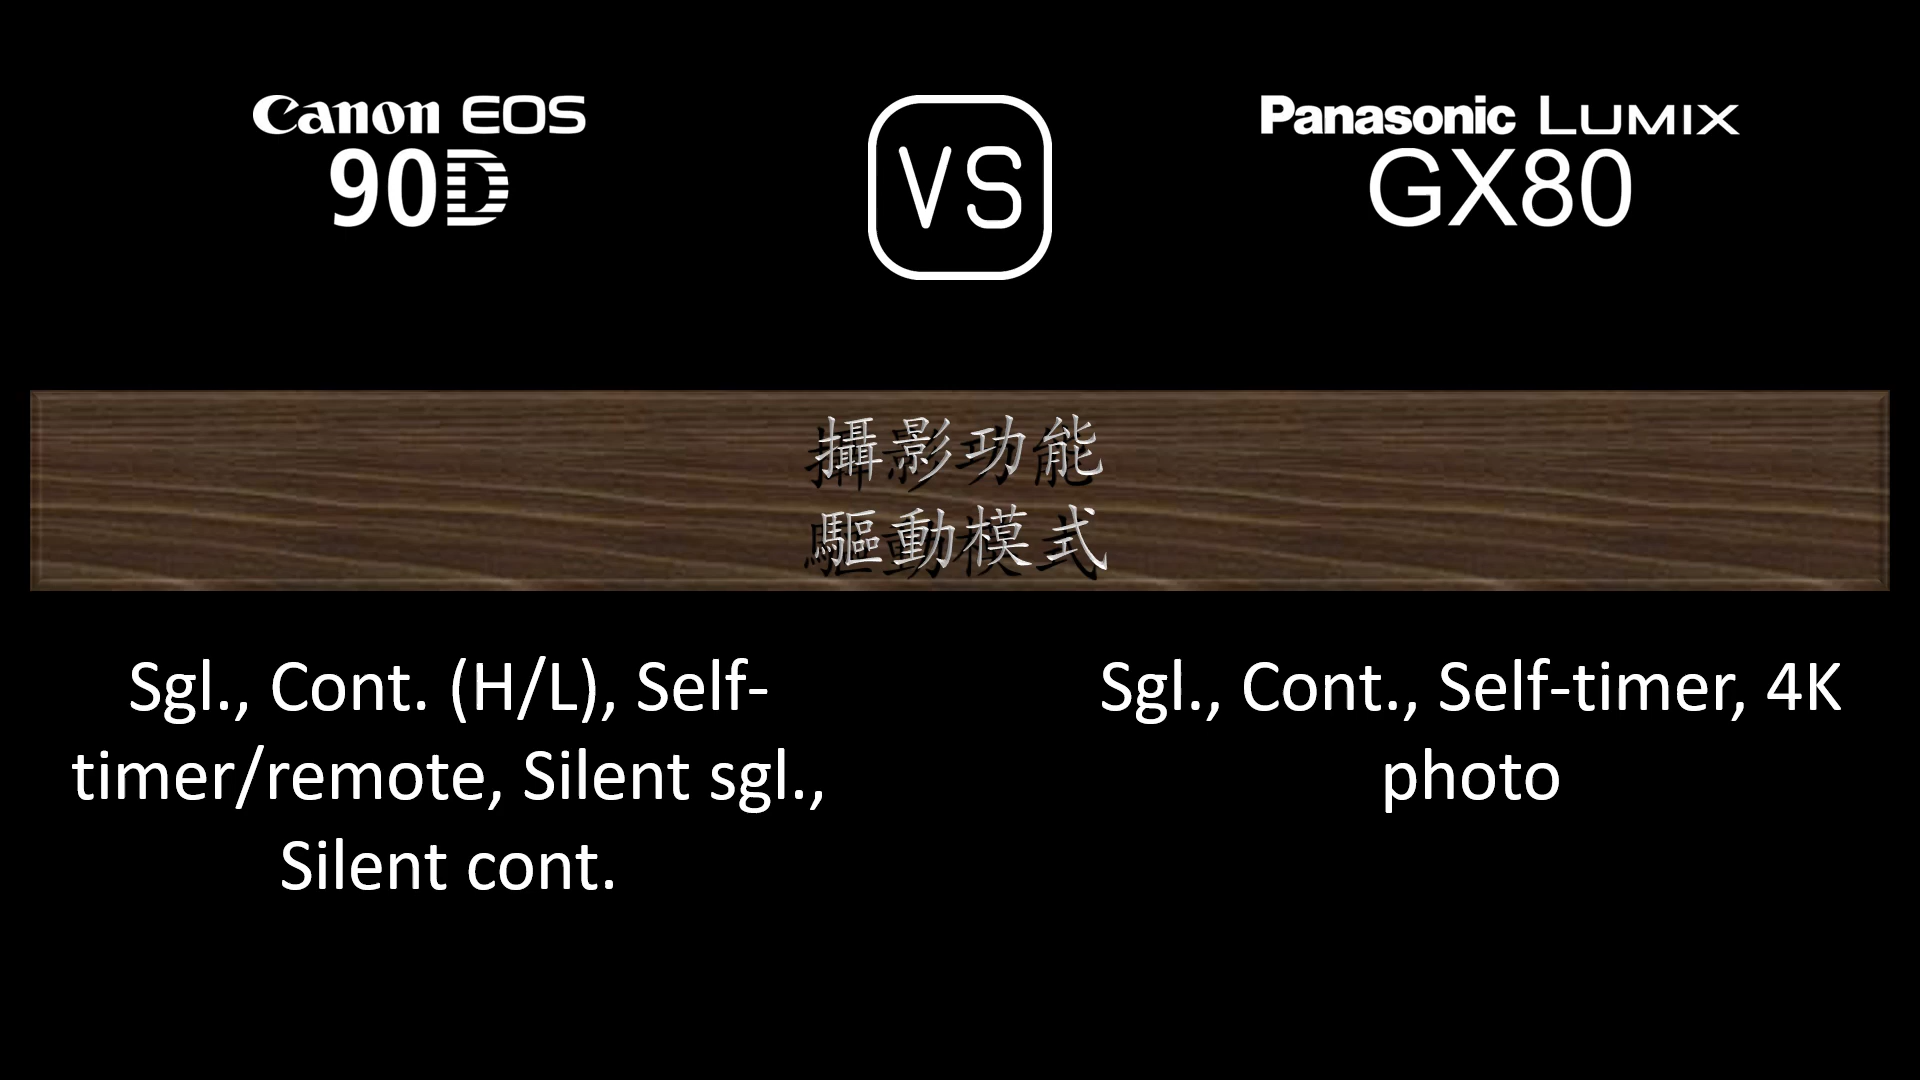 Canon EOS
90D
VS
Panasonic LUMIX
GX80
攝影功能
驅動模式
Sgl., Cont. (H/L), Self-
timer/remote, Silent sgl.,
Silent cont.
Sgl., Cont., Self-timer, 4K
photo